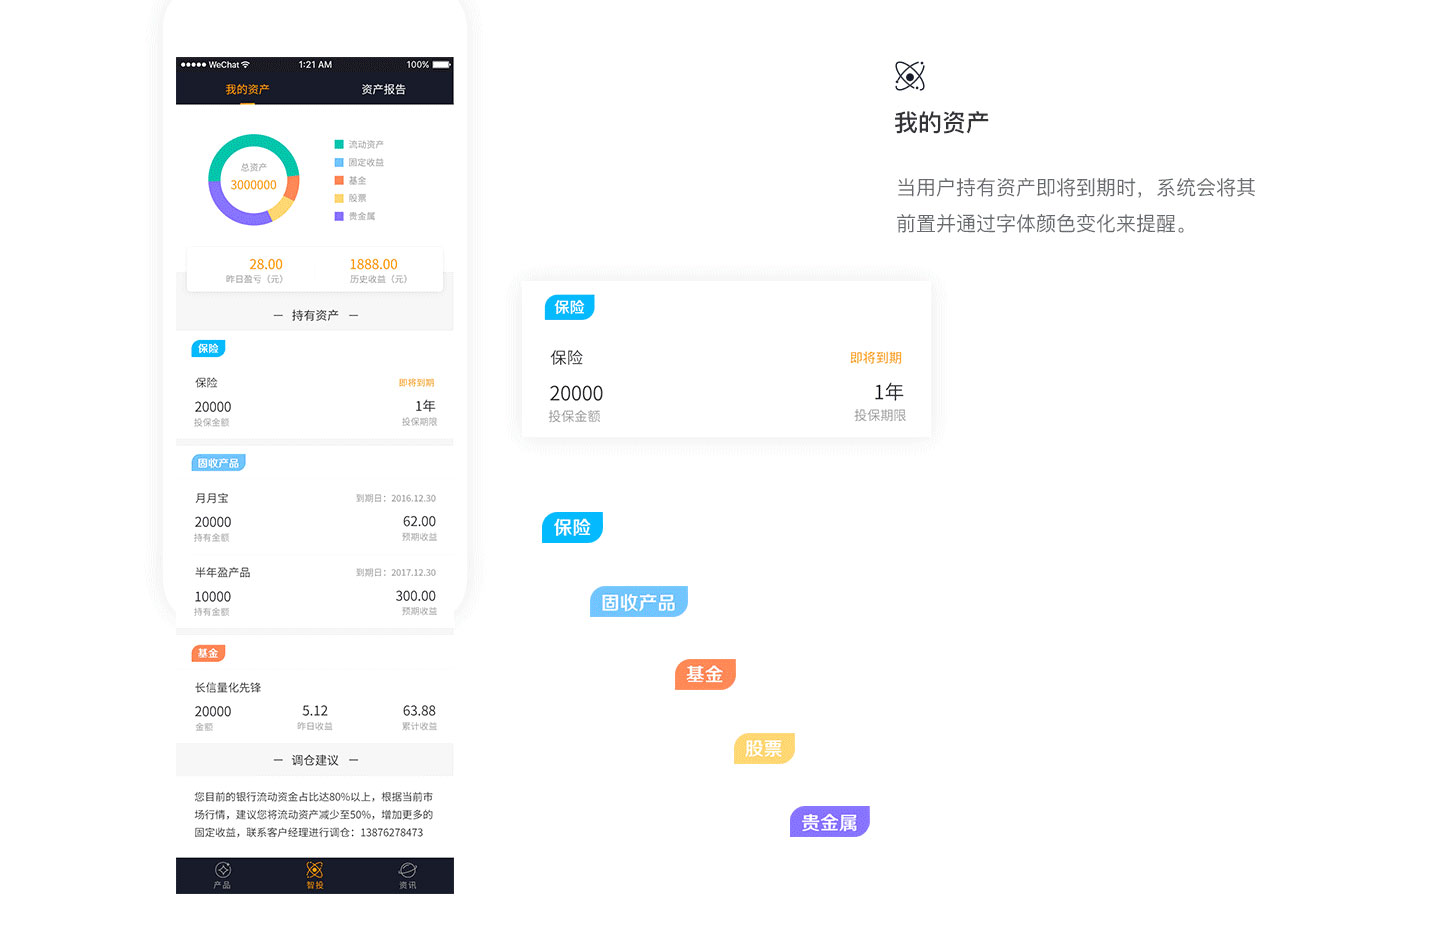 WeChat
1:21 AM
100%
我的资产
资产报告
总资产
3000000
流动资产
固定收益
基金
股票
贵金属
28.00
昨日盈亏（元）
1888.00
历史收益（元）
持有资产
保险
保险
即将到期
20000
1年
投保金额
投保期限
固收产品
月月宝
到期日：2016.12.30
20000
62.00
持有金额
预期收益
半年盈产品
到期日：2017.12.30
10000
300.00
持有金额
预期收益
基金
长信量化先锋
20000
5.12
63.88
金额
昨日收益
累计收益
调仓建议
您目前的银行流动资金占比达80%以上，根据当前市
场行情，建议您将流动资产减少至50%，增加更多的
固定收益，联系客户经理进行调仓：13876278473
产品
智投
资讯
我的资产
当用户持有资产即将到期时，系统会将其
前置并通过字体颜色变化来提醒。
保险
保险
即将到期
20000
1年
投保金额
投保期限
保险
固收产品
基金
股票
贵金属